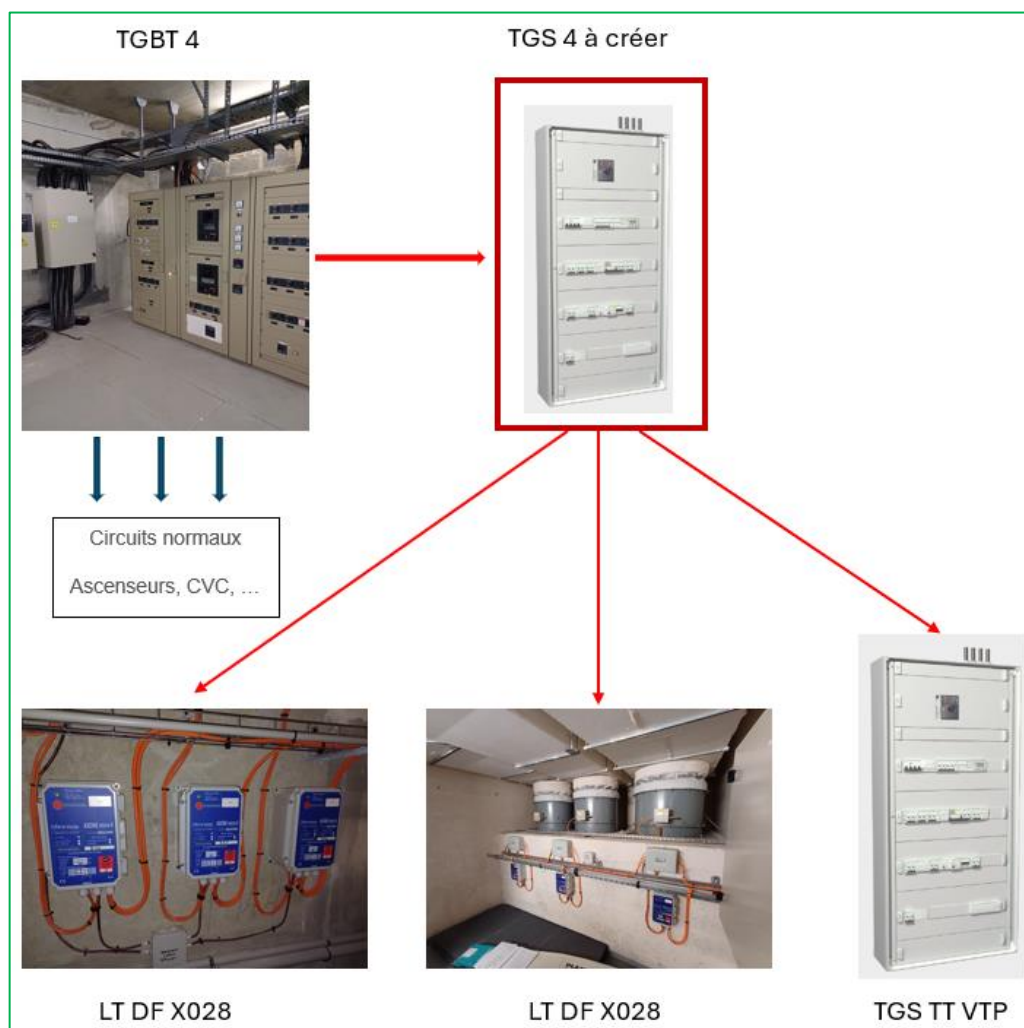 TGBT 4
TGS 4 à créer
Circuits normaux
Ascenseurs, CVC, …
LT DF X028
LT DF X028
TGS TT VTP